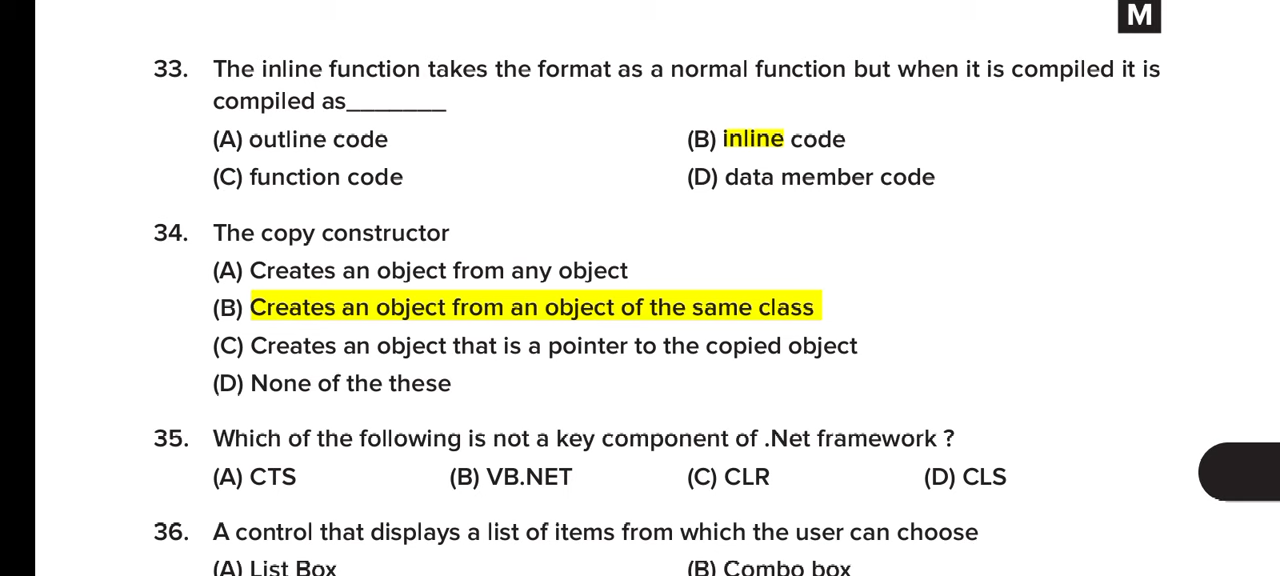 M
33. The inline function takes the format as a normal function but when it is compiled it is
compiled as_______
(A) outline code (B) inline code
(C) function code (D) data member code
34. The copy constructor
(A) Creates an object from any object
(B) Creates an object from an object of the same class
(C) Creates an object that is a pointer to the copied object
(D) None of the these
35. Which of the following is not a key component of .Net framework ?
(A) CTS (B) VB.NET (C) CLR (D) CLS
36. A control that displays a list of items from which the user can choose
(A) List Box (B) Combo box